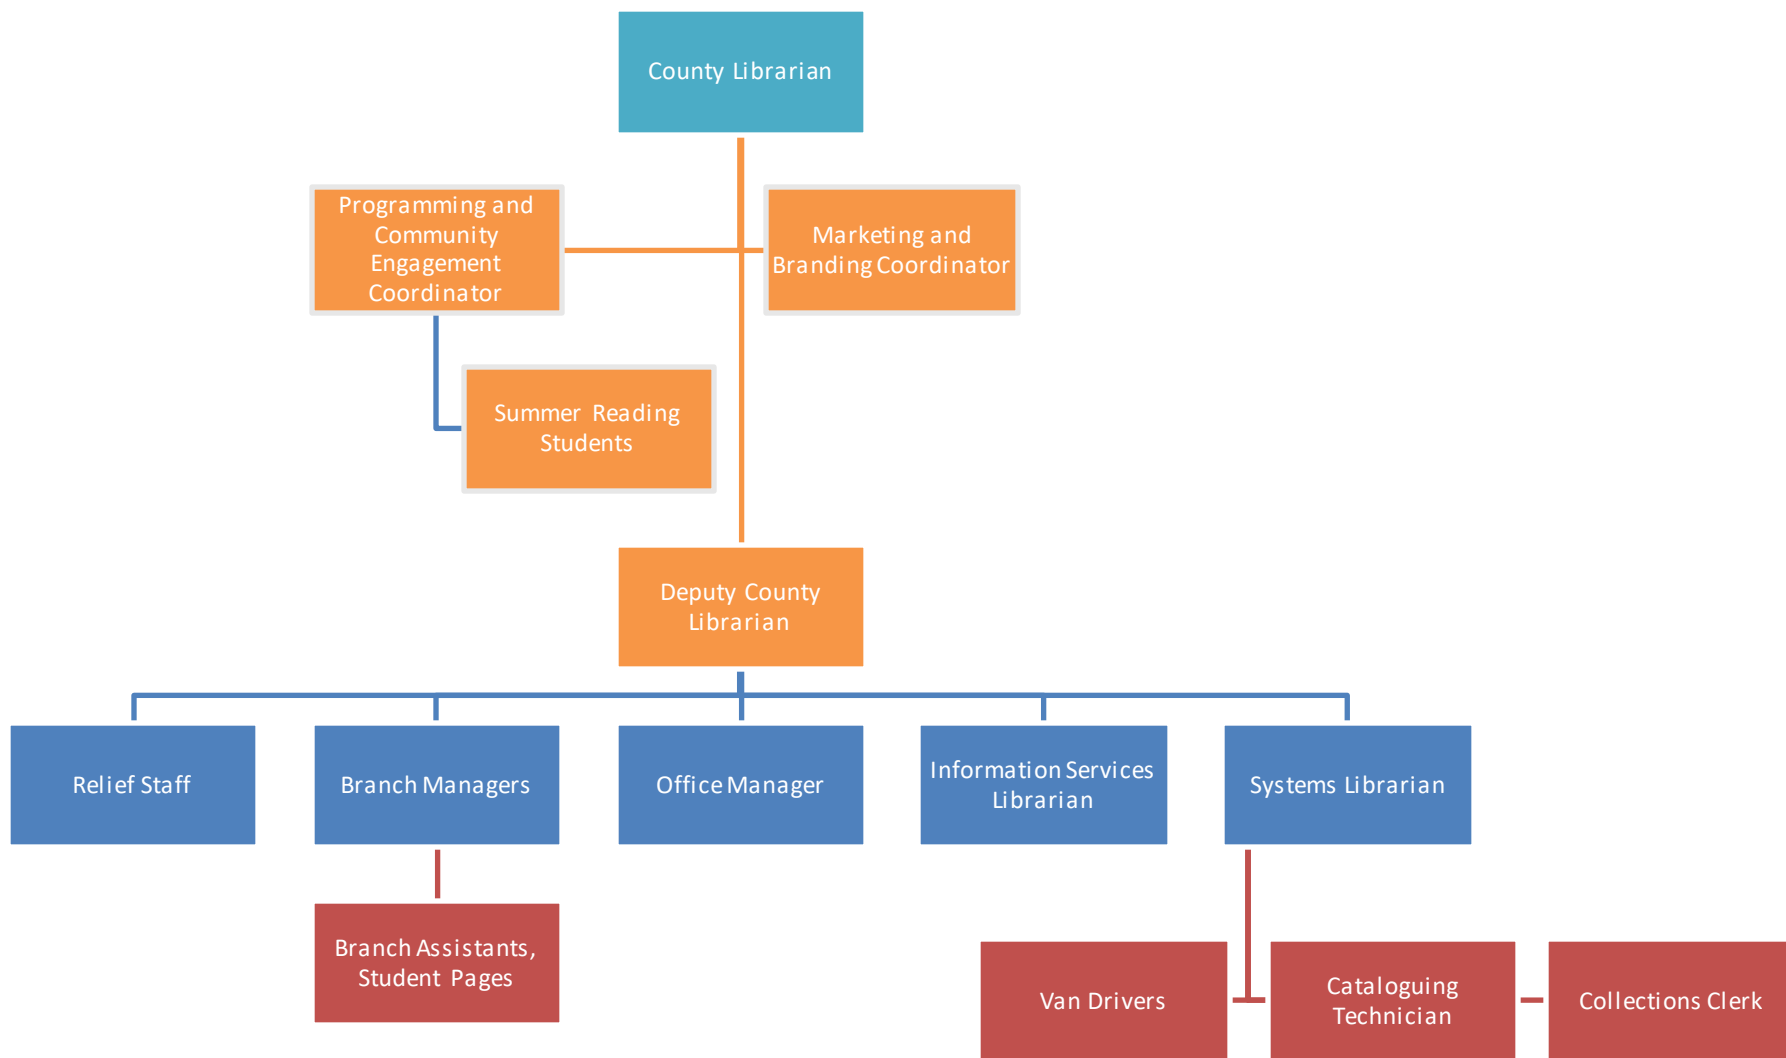 County Librarian
Programming and
Community
Engagement
Coordinator
Marketing and
Branding Coordinator
Summer Reading
Students
Deputy County
Librarian
Relief Staff
Branch Managers
Office Manager
Information Services
Librarian
Systems Librarian
Branch Assistants,
Student Pages
Van Drivers
Cataloguing
Technician
Collections Clerk